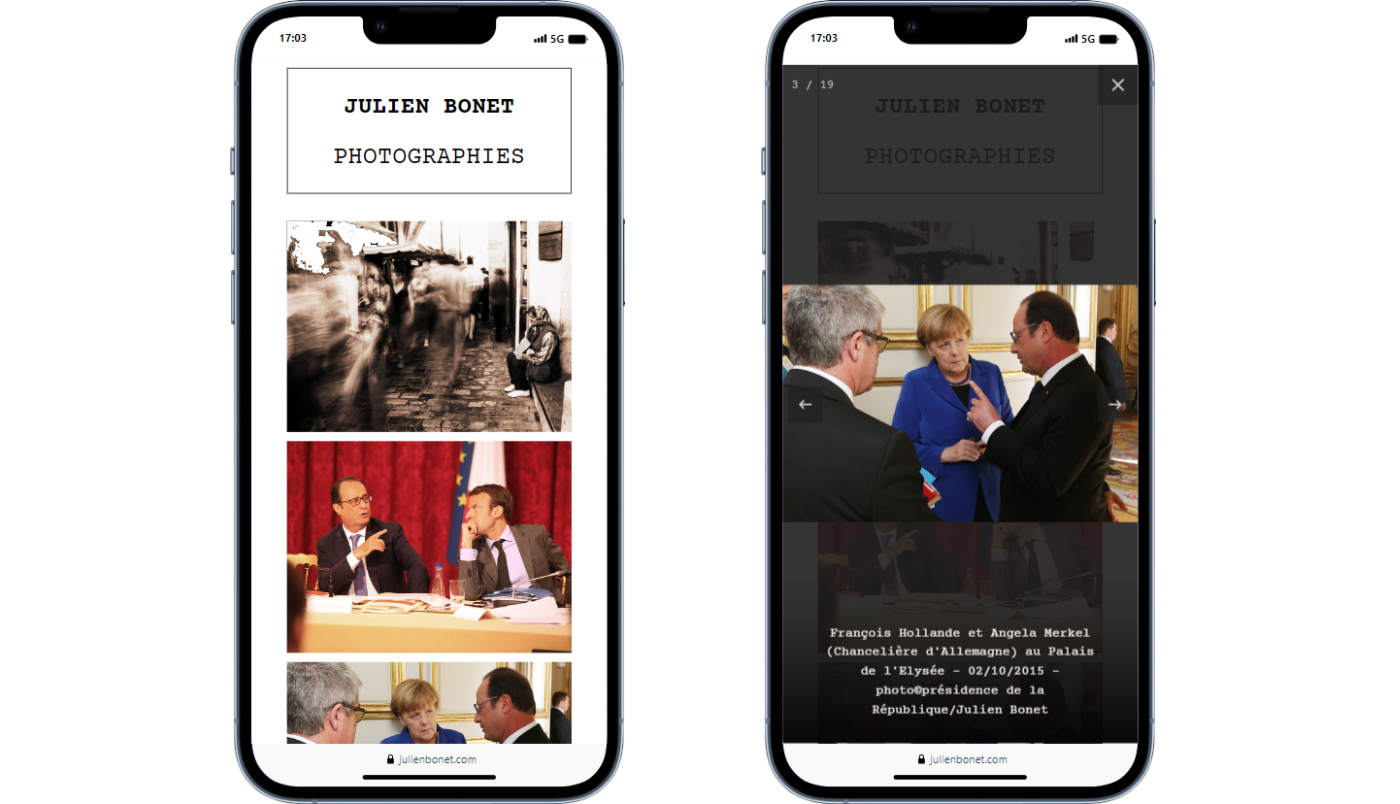 17:03
5G
JULIEN BONET
PHOTOGRAPHIES
julienbonet.com
17:03
5G
3 / 19
JULIEN BONET
PHOTOGRAPHIES
François Hollande et Angela Merkel
(Chancelière d'Allemagne) au Palais
de l'Elysée – 02/10/2015 –
photo©présidence de la
République/Julien Bonet
julienbonet.com